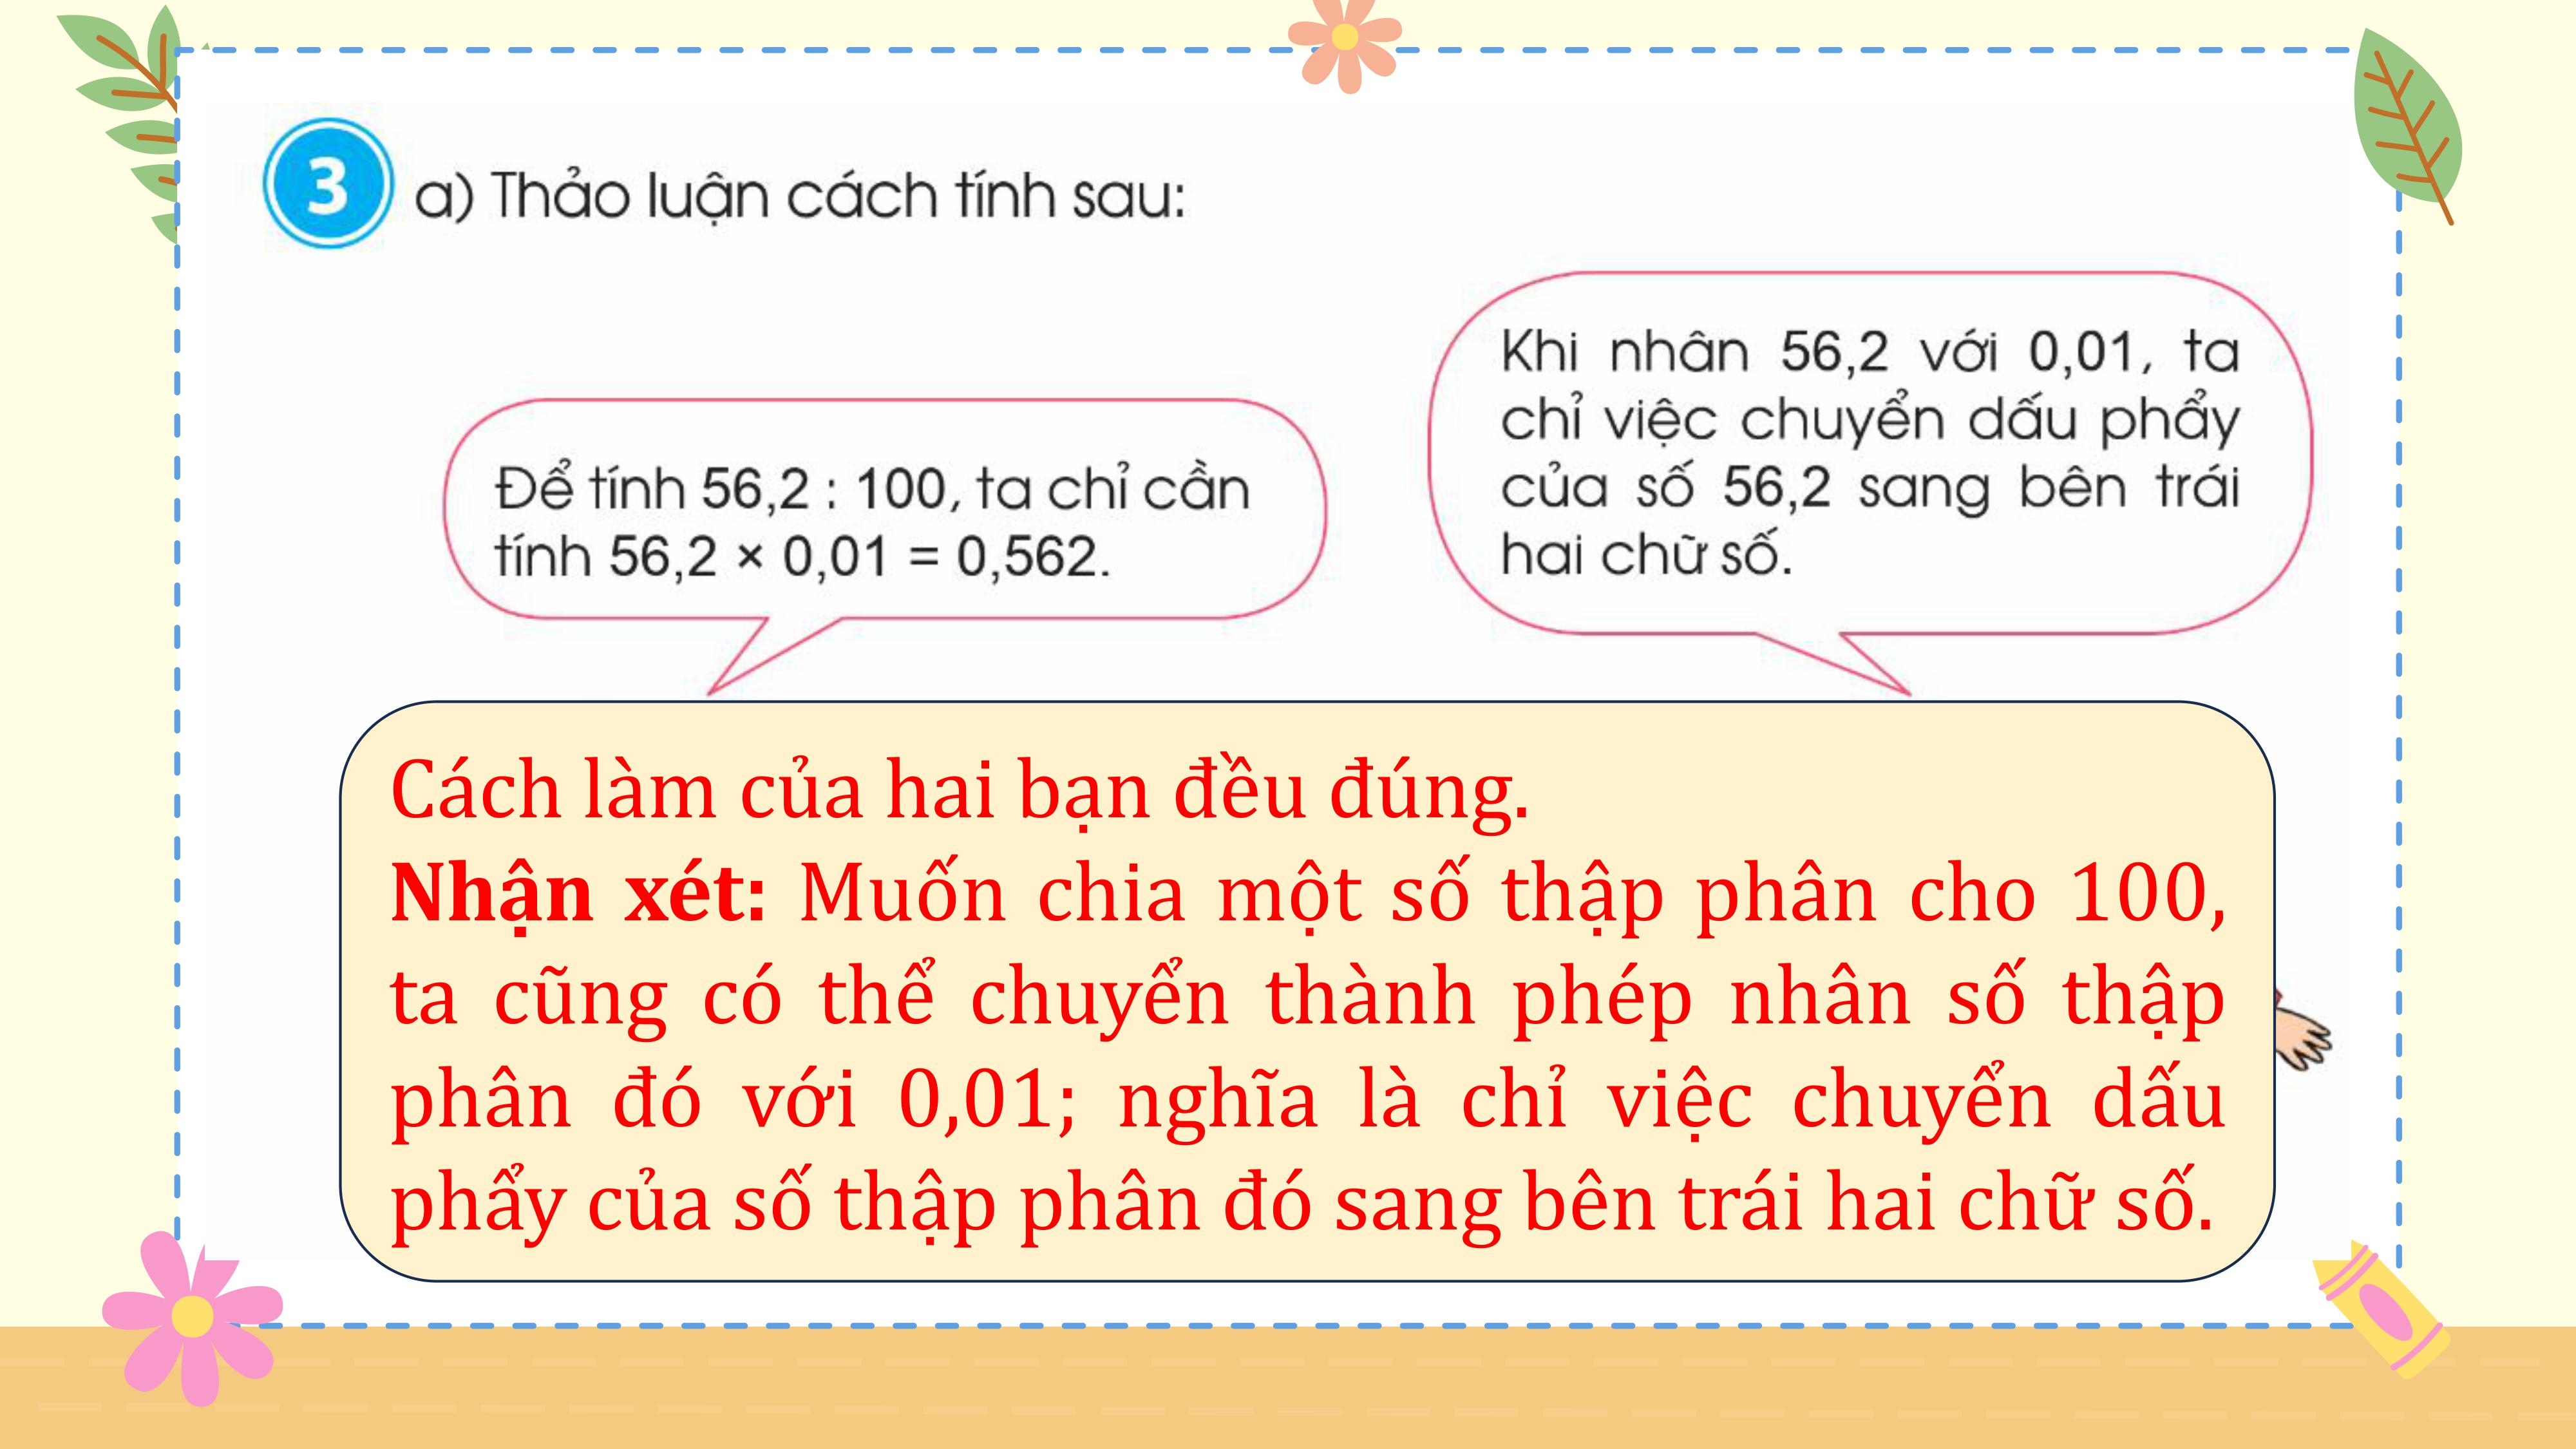 3 a) Thảo luận cách tính sau:
Để tính 56,2 : 100, ta chỉ cần
tính 56,2 × 0,01 = 0,562.
Khi nhân 56,2 với 0,01, ta
chỉ việc chuyển dấu phẩy
của số 56,2 sang bên trái
hai chữ số.
Cách làm của hai bạn đều đúng.
Nhận xét: Muốn chia một số thập phân cho 100,
ta cũng có thể chuyển thành phép nhân số thập
phân đó với 0,01; nghĩa là chỉ việc chuyển dấu
phẩy của số thập phân đó sang bên trái hai chữ số.